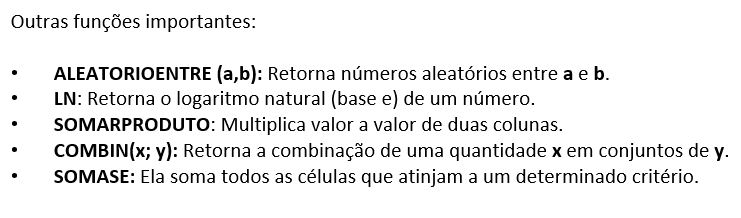 Outras funções importantes:
• ALEATORIOENTRE (a,b): Retorna números aleatórios entre a e b.
• LN: Retorna o logaritmo natural (base e) de um número.
• SOMARPRODUTO: Multiplica valor a valor de duas colunas.
• COMBIN(x; y): Retorna a combinação de uma quantidade x em conjuntos de y.
• SOMASE: Ela soma todos as células que atinjam a um determinado critério.